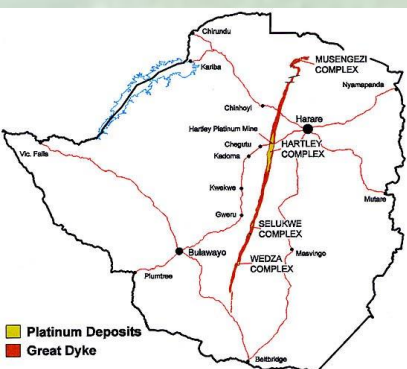 Chirundu
MUSENGEZI
COMPLEX
Kariba
Nyamapanda
Chinhoyi
Harare
Hartley Platinum Mine
HARTLEY
COMPLEX
Chegutu
Kadoma
Vic. Falls
Kwekwe
Mutare
Gweru
SELUKWE
COMPLEX
Bulawayo
Masvingo
WEDZA
COMPLEX
Plumtree
Platinum Deposits
Great Dyke
Beitbridge